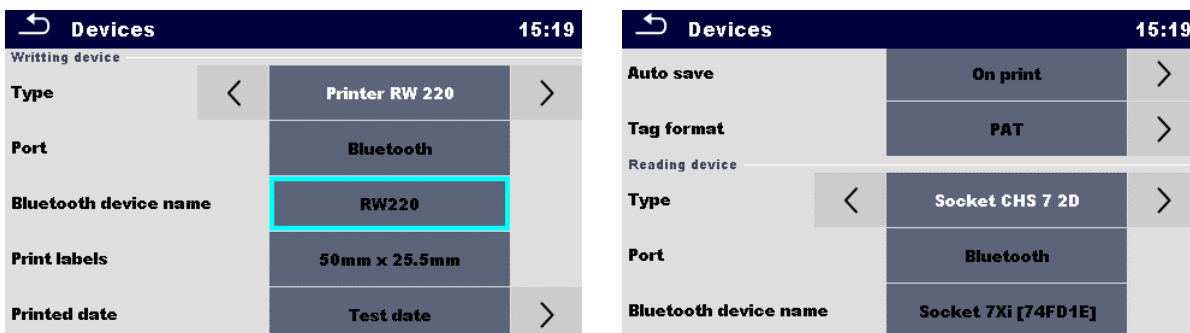 Devices 15:19
Writting device
Type Printer RW 220
Port Bluetooth
Bluetooth device name RW220
Print labels 50mm x 25.5mm
Printed date Test date
Devices 15:19
Auto save On print
Tag format PAT
Reading device
Type Socket CHS 7 2D
Port Bluetooth
Bluetooth device name Socket 7Xi [74FD1E]